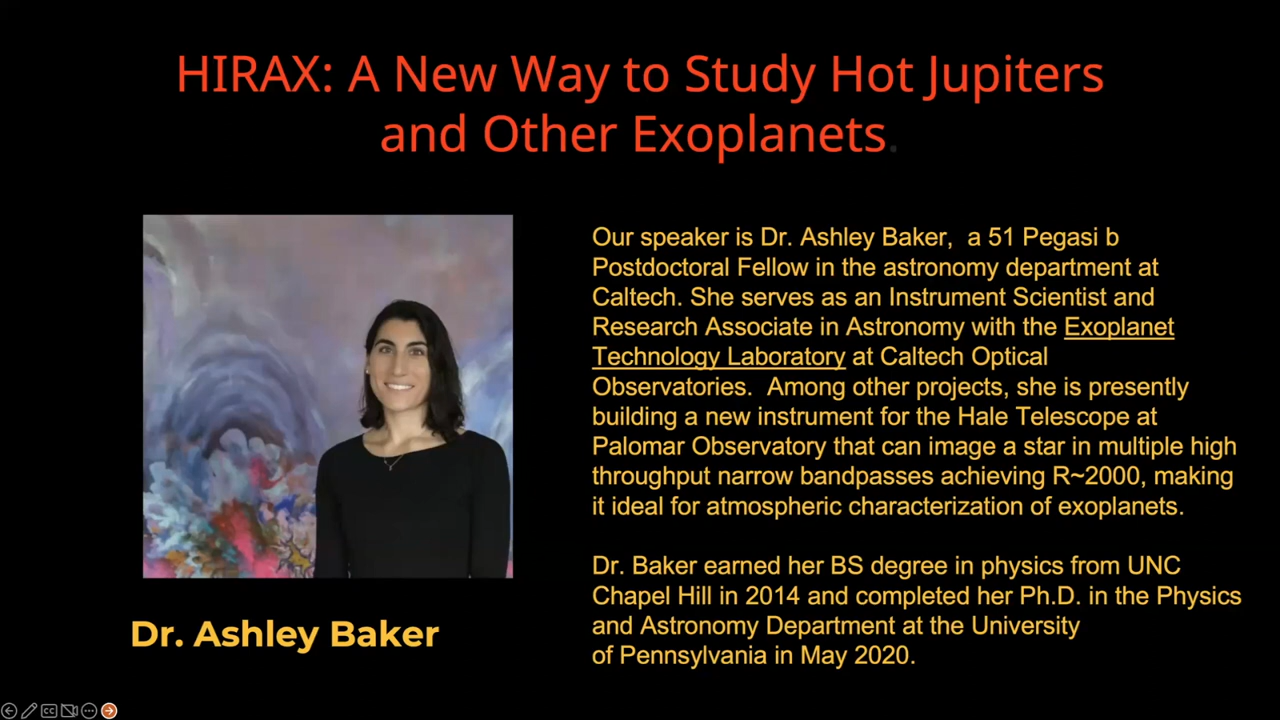 HIRAX: A New Way to Study Hot Jupiters
and Other Exoplanets.
Our speaker is Dr. Ashley Baker,  a 51 Pegasi b
Postdoctoral Fellow in the astronomy department at
Caltech. She serves as an Instrument Scientist and
Research Associate in Astronomy with the Exoplanet
Technology Laboratory at Caltech Optical
Observatories.  Among other projects, she is presently
building a new instrument for the Hale Telescope at
Palomar Observatory that can image a star in multiple high
throughput narrow bandpasses achieving R~2000, making
it ideal for atmospheric characterization of exoplanets.
Dr. Baker earned her BS degree in physics from UNC
Chapel Hill in 2014 and completed her Ph.D. in the Physics
and Astronomy Department at the University
of Pennsylvania in May 2020.
Dr. Ashley Baker
CC